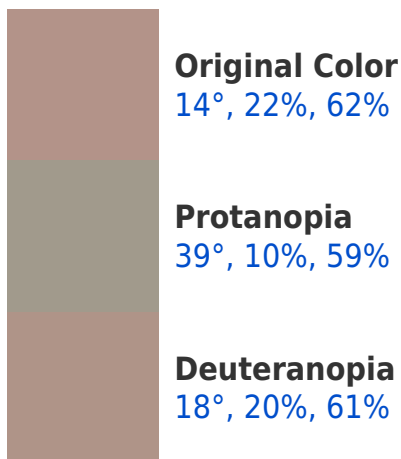 Original Color
14°, 22%, 62%
Protanopia
39°, 10%, 59%
Deuteranopia
18°, 20%, 61%